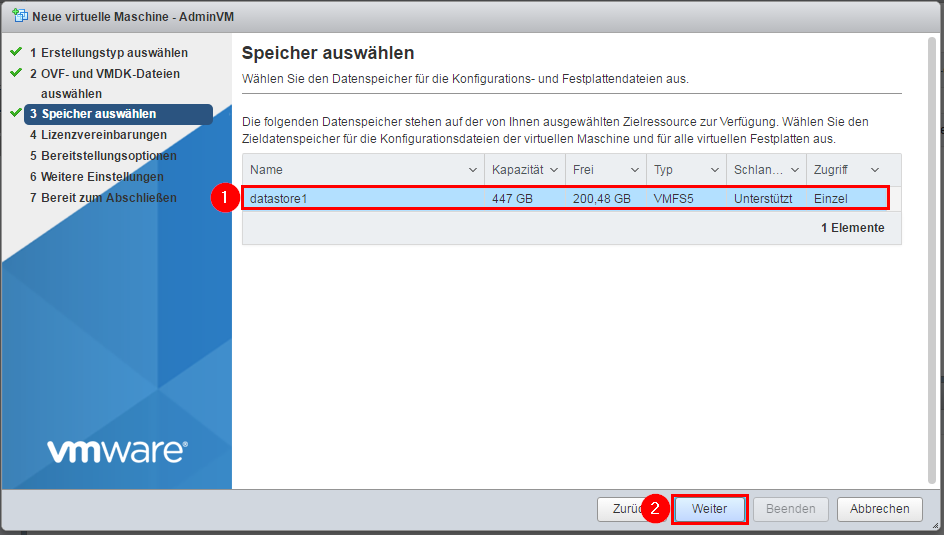 Neue virtuelle Maschine - AdminVM
1 Erstellungstyp auswählen
2 OVF- und VMDK-Dateien
auswählen
3 Speicher auswählen
4 Lizenzvereinbarungen
5 Bereitstellungsoptionen
6 Weitere Einstellungen
7 Bereit zum Abschließen
vmware®
Speicher auswählen
Wählen Sie den Datenspeicher für die Konfigurations- und Festplattendateien aus.
Die folgenden Datenspeicher stehen auf der von Ihnen ausgewählten Zielressource zur Verfügung. Wählen Sie den
Zieldatenspeicher für die Konfigurationsdateien der virtuellen Maschine und für alle virtuellen Festplatten aus.
Name Kapazität Frei Typ Schlan... Zugriff
1 datastore1 447 GB 200,48 GB VMFS5 Unterstützt Einzel
1 Elemente
Zurüc 2 Weiter Beenden Abbrechen